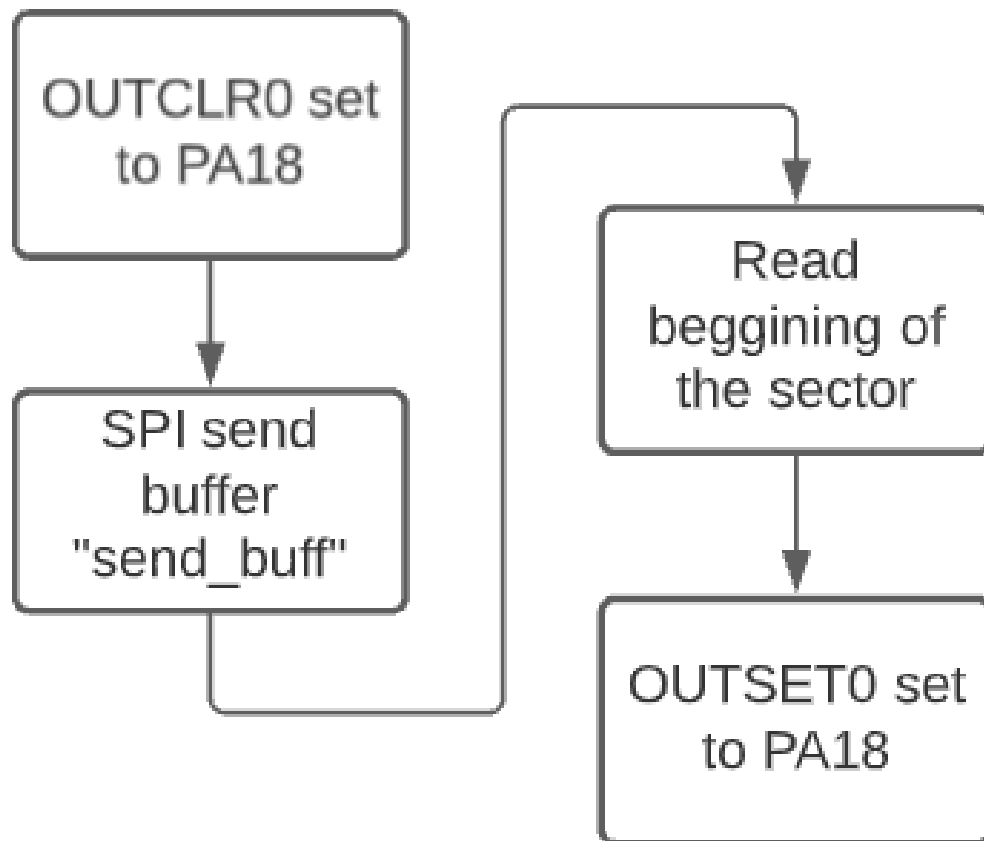 OUTCLR0 set
to PA18
SPI send
buffer
"send_buff"
Read
beggining of
the sector
OUTSET0 set
to PA18